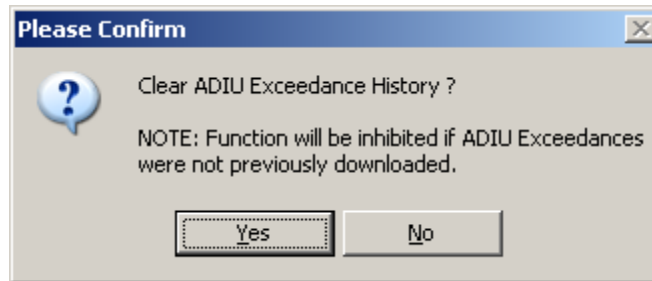 Please Confirm
Clear ADIU Exceedance History ?
NOTE: Function will be inhibited if ADIU Exceedances
were not previously downloaded.
Yes
No